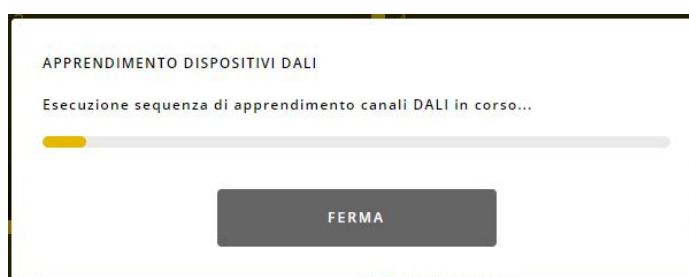 APPRENDIMENTO DISPOSITIVI DALI
Esecuzione sequenza di apprendimento canali DALI in corso...
FERMA